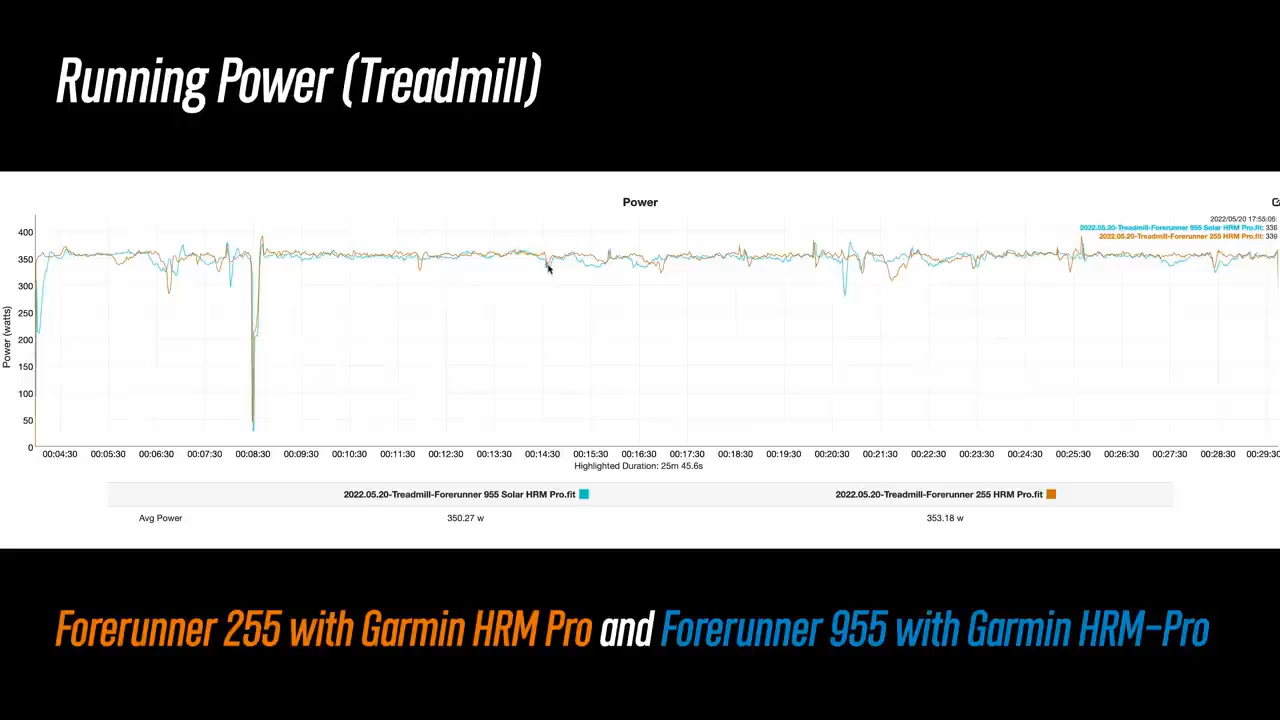 Running Power (Treadmill)
Power
2022/05/20 17:55:05:
2022.05.20-Treadmill-Forerunner 955 Solar HRM Pro.fit: 336
2022.05.20-Treadmill-Forerunner 255 HRM Pro.fit: 339
Power (watts)
400
350
300
250
200
150
100
50
0
00:04:30 00:05:30 00:06:30 00:07:30 00:08:30 00:09:30 00:10:30 00:11:30 00:12:30 00:13:30 00:14:30 00:15:30 00:16:30 00:17:30 00:18:30 00:19:30 00:20:30 00:21:30 00:22:30 00:23:30 00:24:30 00:25:30 00:26:30 00:27:30 00:28:30 00:29:30
Highlighted Duration: 25m 45.6s
2022.05.20-Treadmill-Forerunner 955 Solar HRM Pro.fit 2022.05.20-Treadmill-Forerunner 255 HRM Pro.fit
Avg Power 350.27 w 353.18 w
Forerunner 255 with Garmin HRM Pro and Forerunner 955 with Garmin HRM-Pro